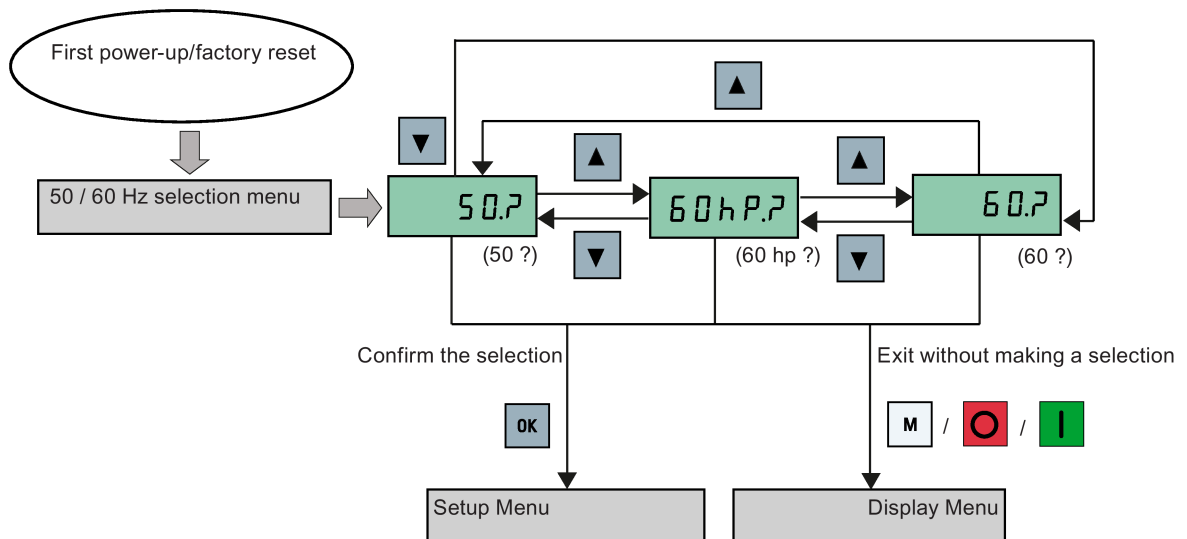 First power-up/factory reset
50 / 60 Hz selection menu
50.?
60hP.?
60.?
(50 ?)
(60 hp ?)
(60 ?)
Confirm the selection
Exit without making a selection
OK
M / / 
Setup Menu
Display Menu